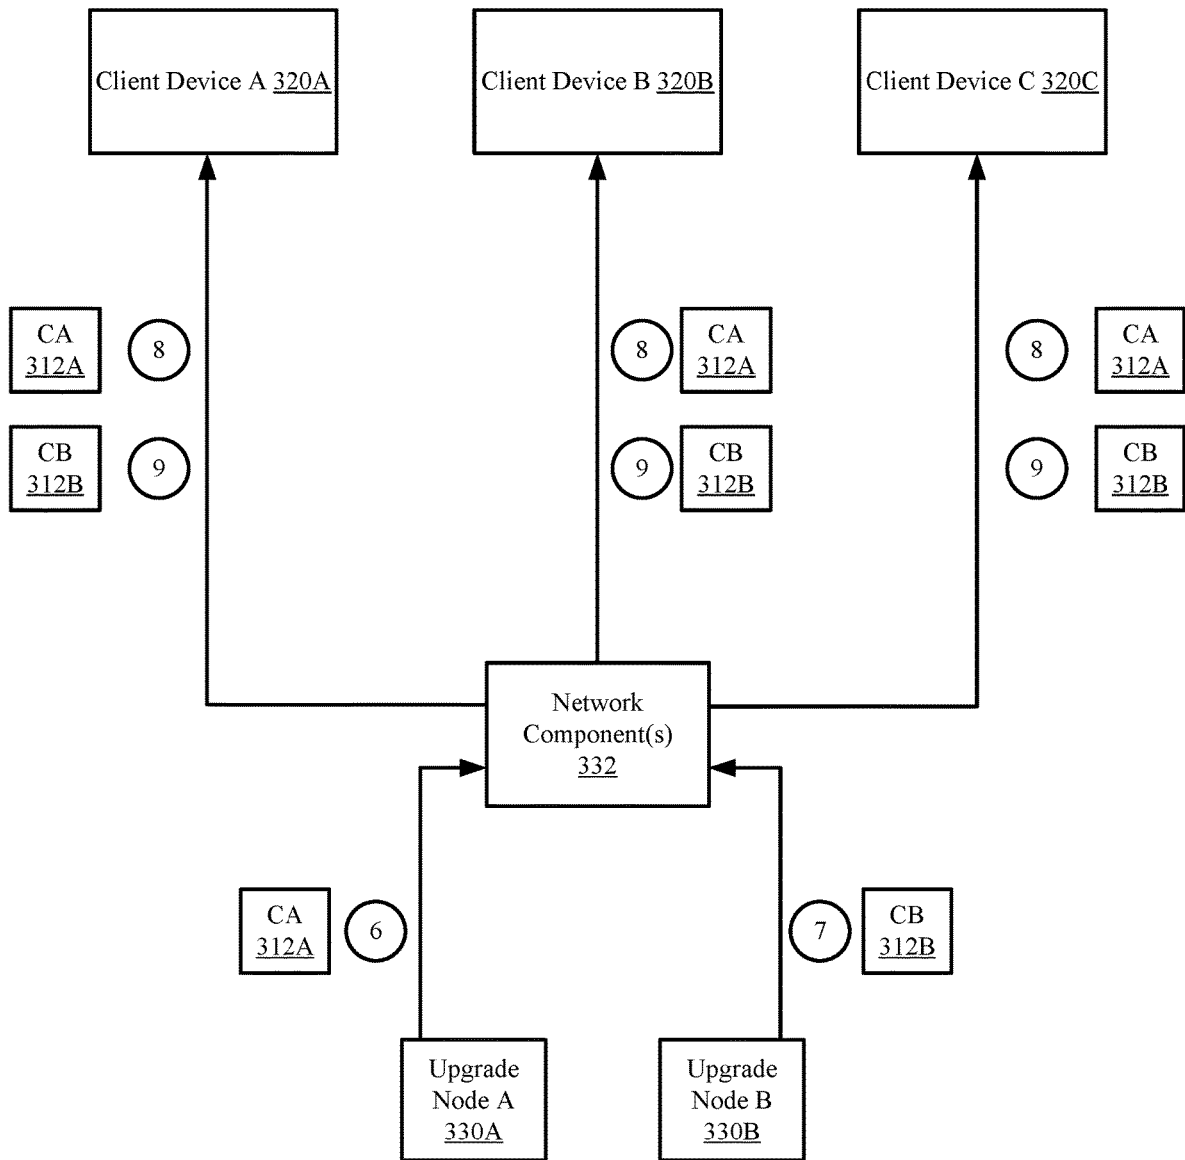 Client Device A 320A
Client Device B 320B
Client Device C 320C
CA
312A
8
8
CA
312A
8
CA
312A
CB
312B
9
9
CB
312B
9
CB
312B
Network
Component(s)
332
CA
312A
6
7
CB
312B
Upgrade
Node A
330A
Upgrade
Node B
330B